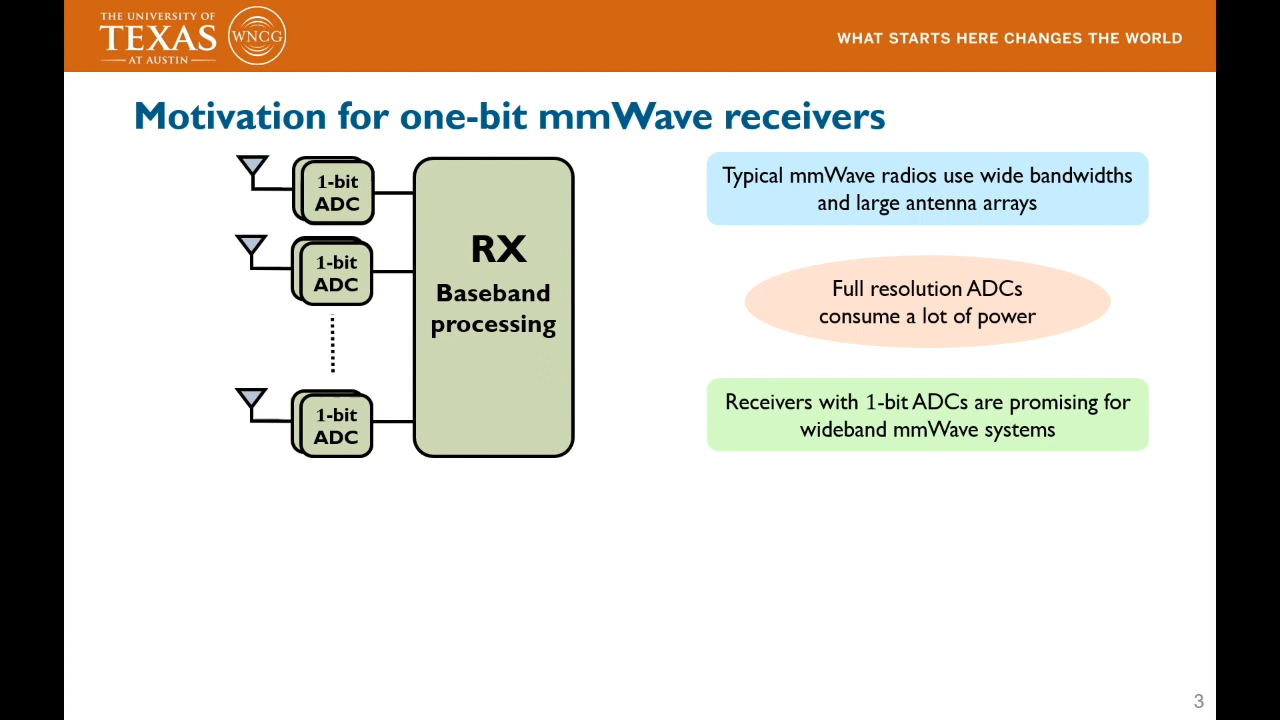 THE UNIVERSITY OF
TEXAS
AT AUSTIN
WNCG
WHAT STARTS HERE CHANGES THE WORLD
Motivation for one-bit mmWave receivers
1-bit
ADC
1-bit
ADC
1-bit
ADC
RX
Baseband
processing
Typical mmWave radios use wide bandwidths
and large antenna arrays
Full resolution ADCs
consume a lot of power
Receivers with 1-bit ADCs are promising for
wideband mmWave systems
3